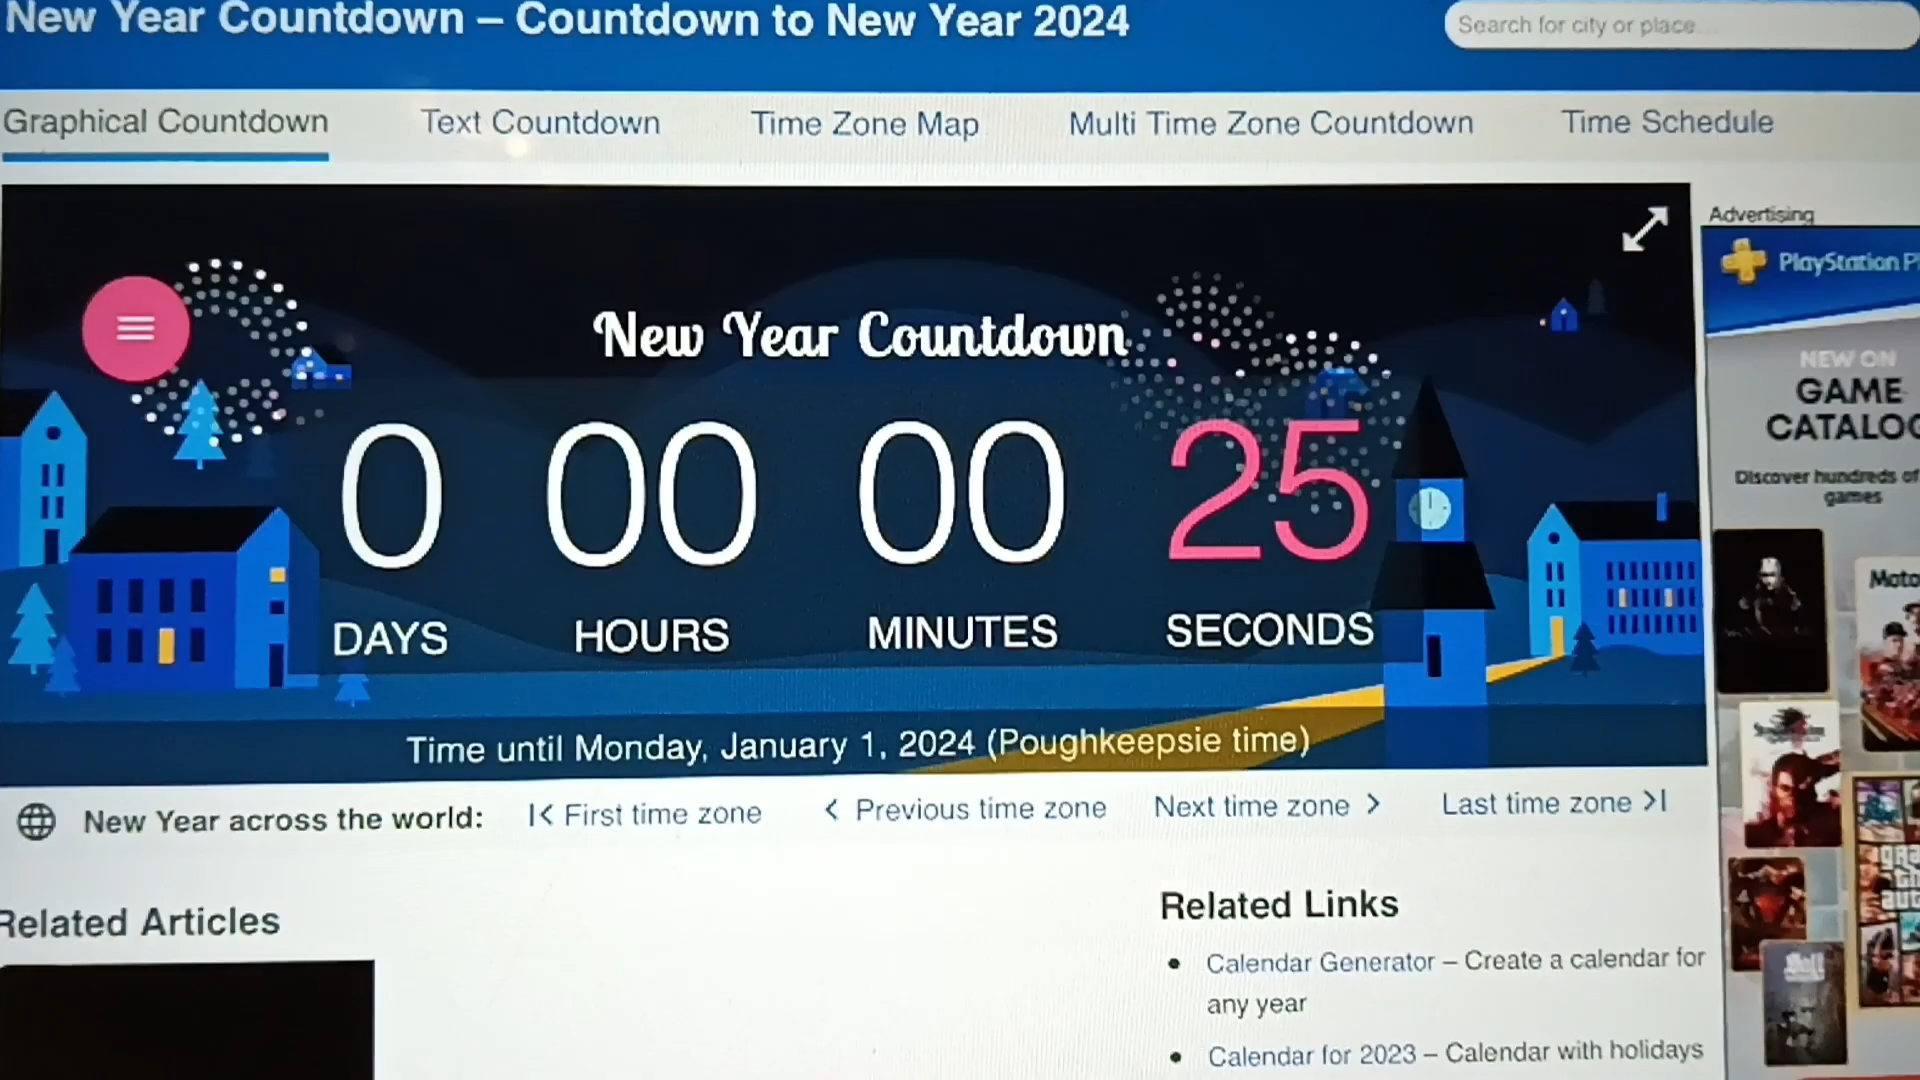 New Year Countdown – Countdown to New Year 2024
Search for city or place...
Graphical Countdown
Text Countdown
Time Zone Map
Multi Time Zone Countdown
Time Schedule
Advertising
PlayStation
NEW ON
GAME
CATALOG
Discover hundreds of
games
New Year Countdown
0 00 00 25
DAYS HOURS MINUTES SECONDS
Time until Monday, January 1, 2024 (Poughkeepsie time)
New Year across the world:
First time zone
Previous time zone
Next time zone
Last time zone
Related Articles
Related Links
Calendar Generator – Create a calendar for
any year
Calendar for 2023 – Calendar with holidays